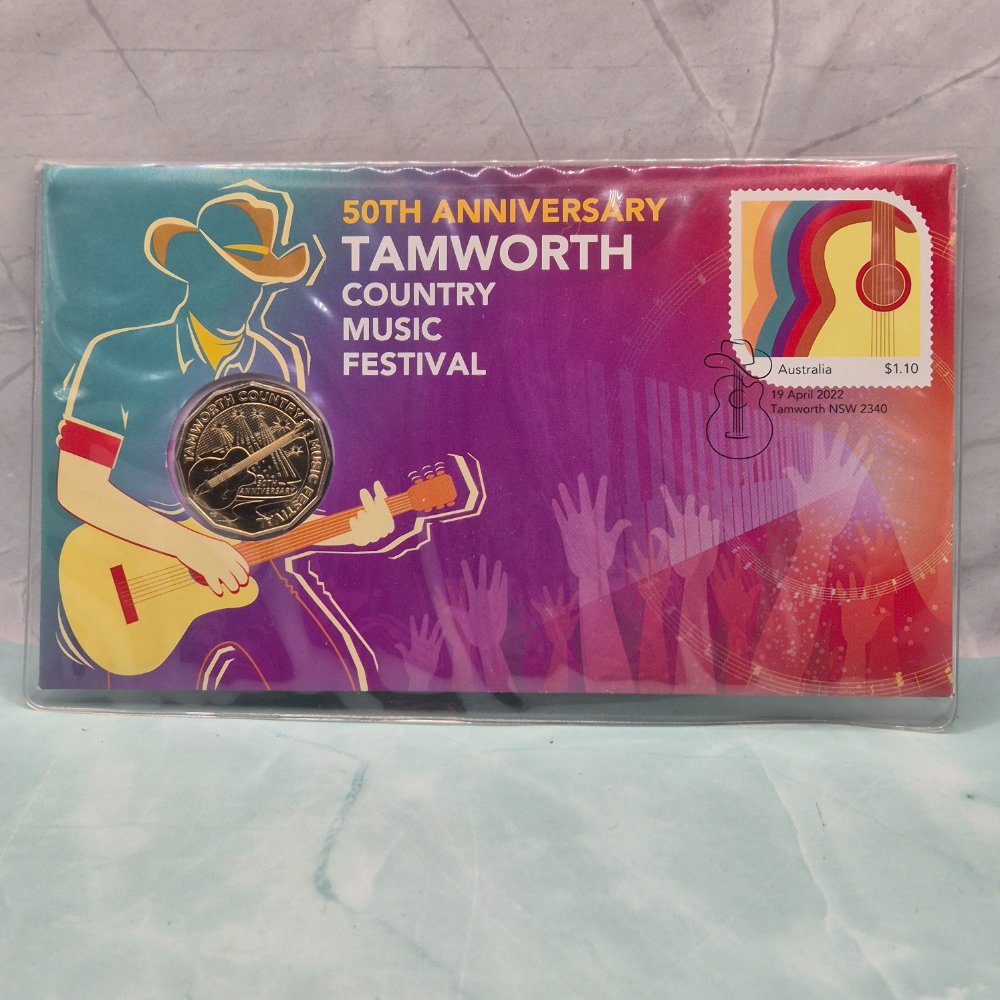 50TH ANNIVERSARY
TAMWORTH
COUNTRY
MUSIC
FESTIVAL
Australia $1.10
19 April 2022
Tamworth NSW 2340
TAMWORTH COUNTRY MUSIC FESTIVAL
50TH
ANNIVERSARY